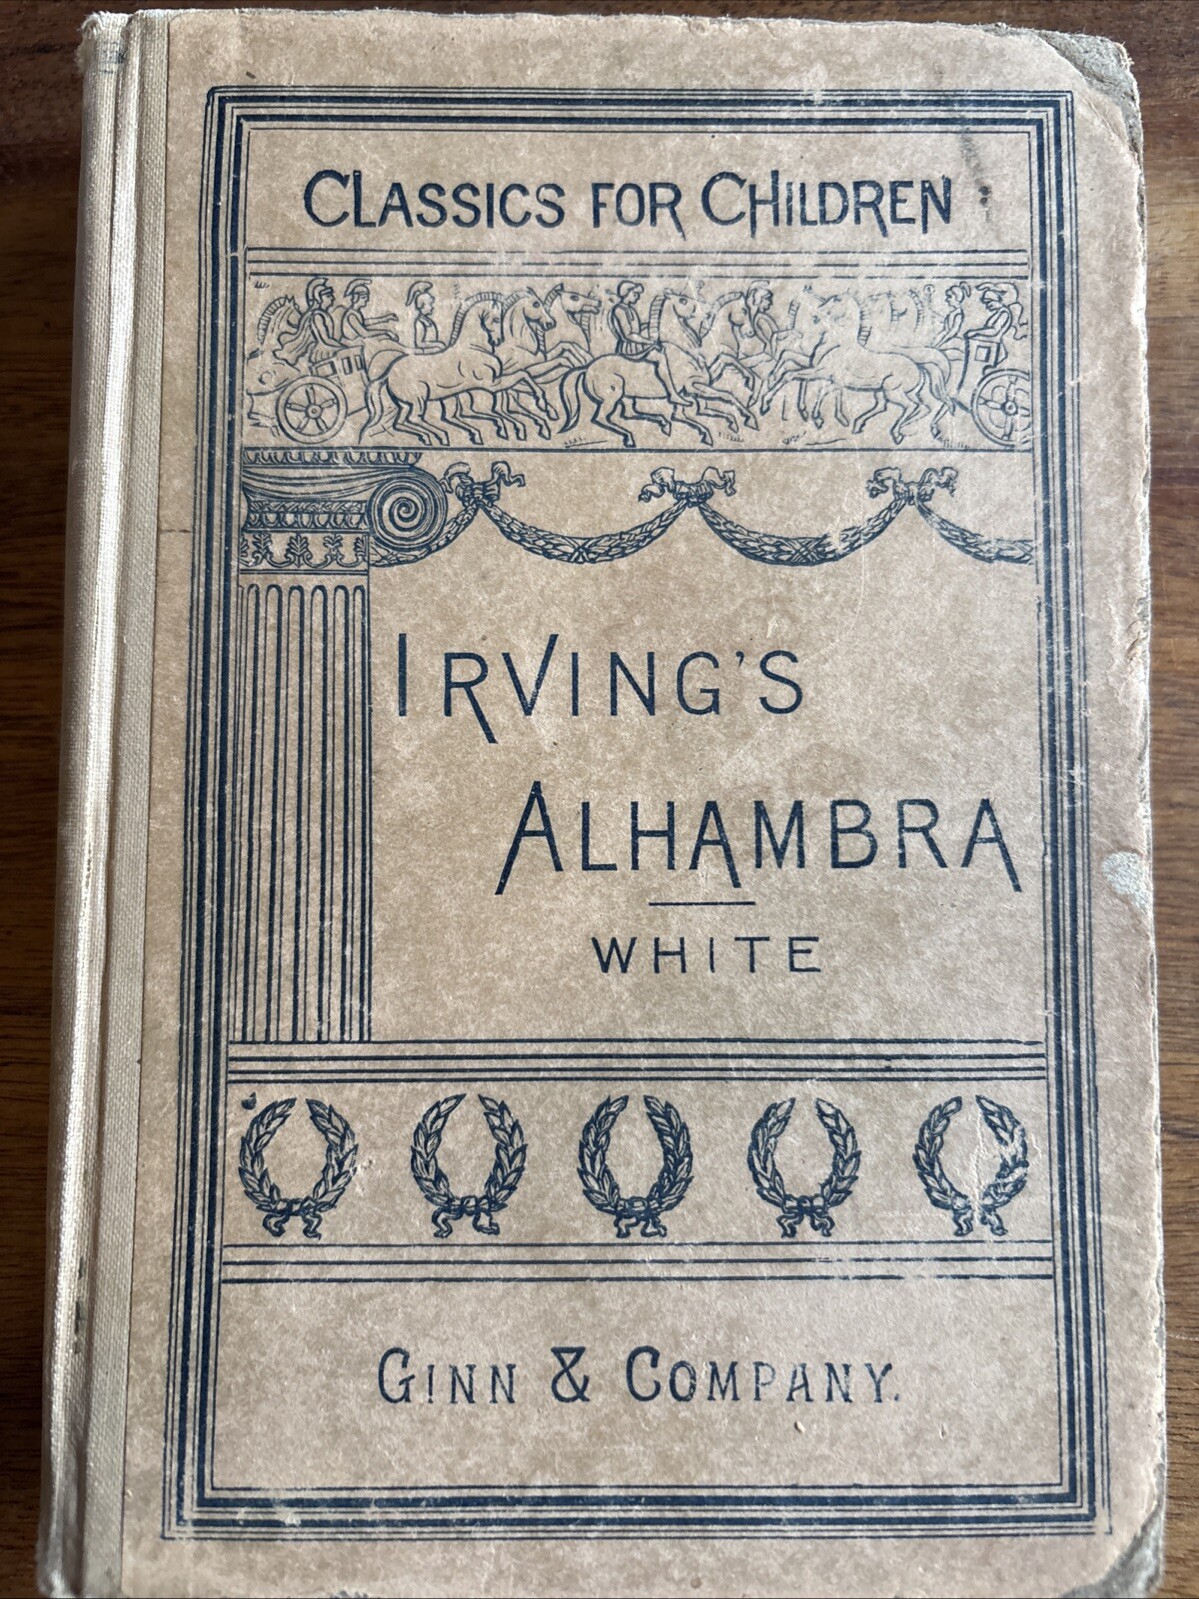 CLASSICS FOR CHILDREN
IRVING'S
ALHAMBRA
WHITE
GINN & COMPANY.